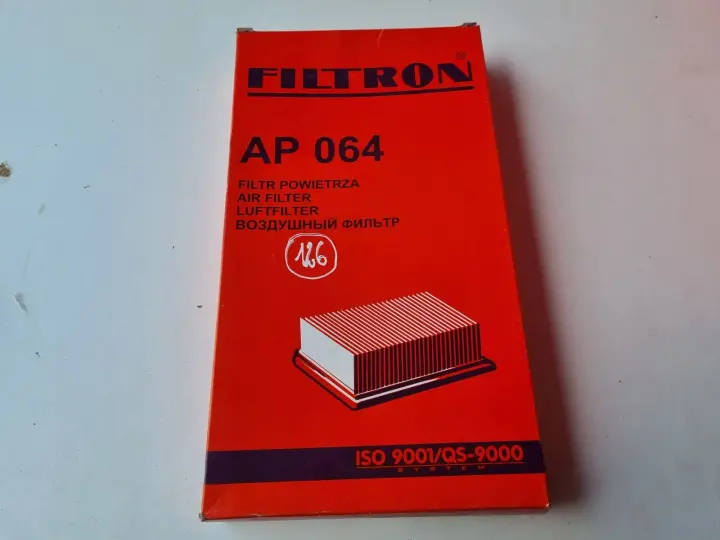 FILTRON®
AP 064
FILTR POWIETRZA
AIR FILTER
LUFTFILTER
ВОЗДУШНЫЙ ФИЛЬТР
126
ISO 9001/QS-9000
SYSTEM